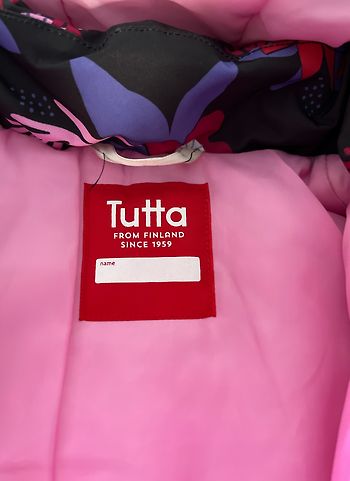 Tutta
FROM FINLAND
SINCE 1959
name